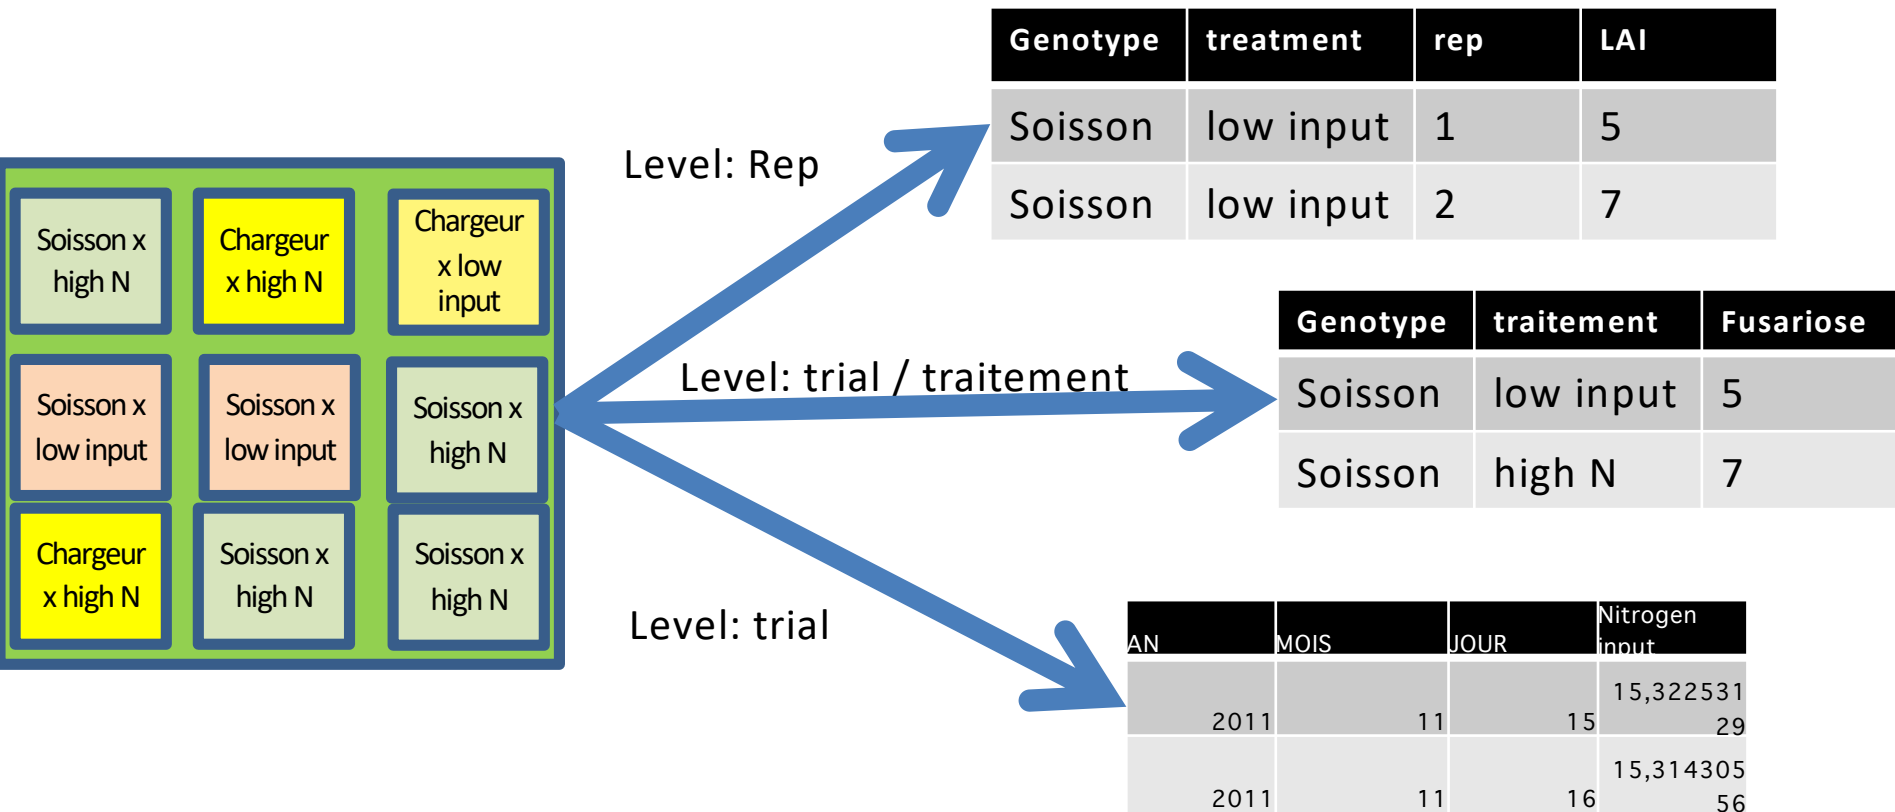 Soisson x
high N
Chargeur
x high N
Chargeur
x low
input
Soisson x
low input
Soisson x
low input
Soisson x
high N
Chargeur
x high N
Soisson x
high N
Soisson x
high N
Level: Rep
Level: trial / traitement
Level: trial
Genotype treatment rep LAI
Soisson low input 1 5
Soisson low input 2 7
Genotype traitement Fusariose
Soisson low input 5
Soisson high N 7
AN MOIS JOUR Nitrogen
input
2011 11 15 15,322531
29
2011 11 16 15,314305
56